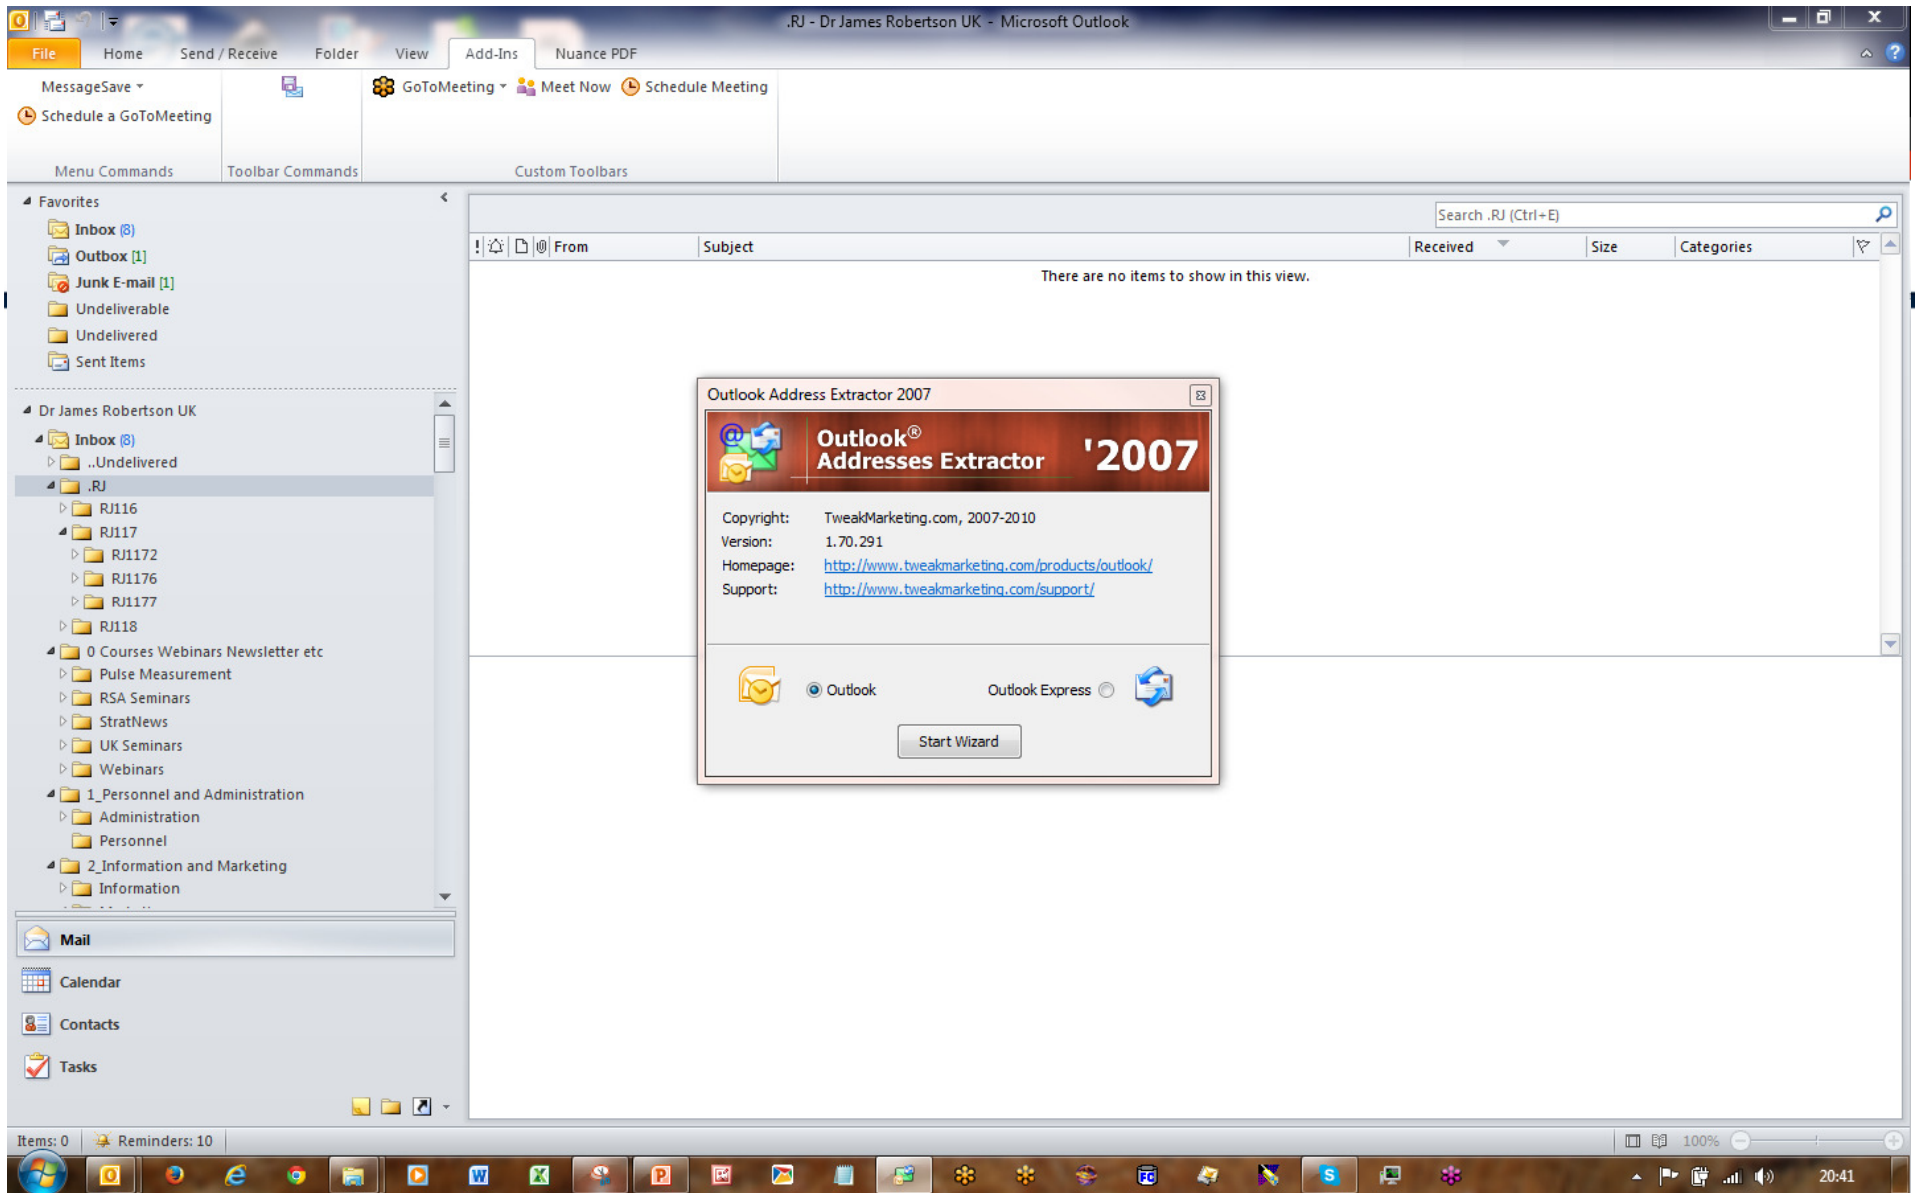 .RJ - Dr James Robertson UK - Microsoft Outlook
File Home Send / Receive Folder View Add-Ins Nuance PDF
MessageSave
Schedule a GoToMeeting
GoToMeeting Meet Now Schedule Meeting
Menu Commands Toolbar Commands Custom Toolbars
Favorites
Inbox (8)
Outbox [1]
Junk E-mail [1]
Undeliverable
Undelivered
Sent Items
Dr James Robertson UK
Inbox (8)
..Undelivered
.RJ
RJ116
RJ117
RJ1172
RJ1176
RJ1177
RJ118
0 Courses Webinars Newsletter etc
Pulse Measurement
RSA Seminars
StratNews
UK Seminars
Webinars
1_Personnel and Administration
Administration
Personnel
2_Information and Marketing
Information
Mail
Calendar
Contacts
Tasks
Search .RJ (Ctrl+E)
! From Subject Received Size Categories
There are no items to show in this view.
Outlook Address Extractor 2007
Outlook®
Addresses Extractor '2007
Copyright: TweakMarketing.com, 2007-2010
Version: 1.70.291
Homepage: http://www.tweakmarketing.com/products/outlook/
Support: http://www.tweakmarketing.com/support/
Outlook Outlook Express
Start Wizard
Items: 0 Reminders: 10 100%
20:41